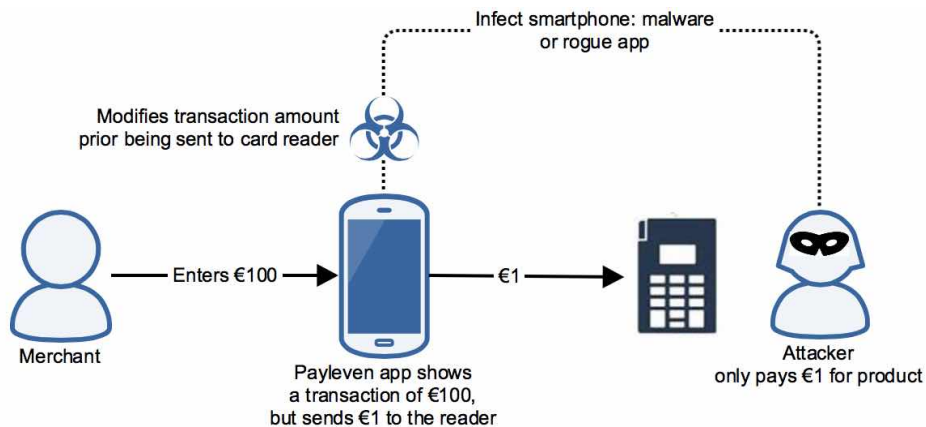 Infect smartphone: malware
or rogue app
Modifies transaction amount
prior being sent to card reader
Enters €100
€1
Merchant
Payleven app shows
a transaction of €100,
but sends €1 to the reader
Attacker
only pays €1 for product